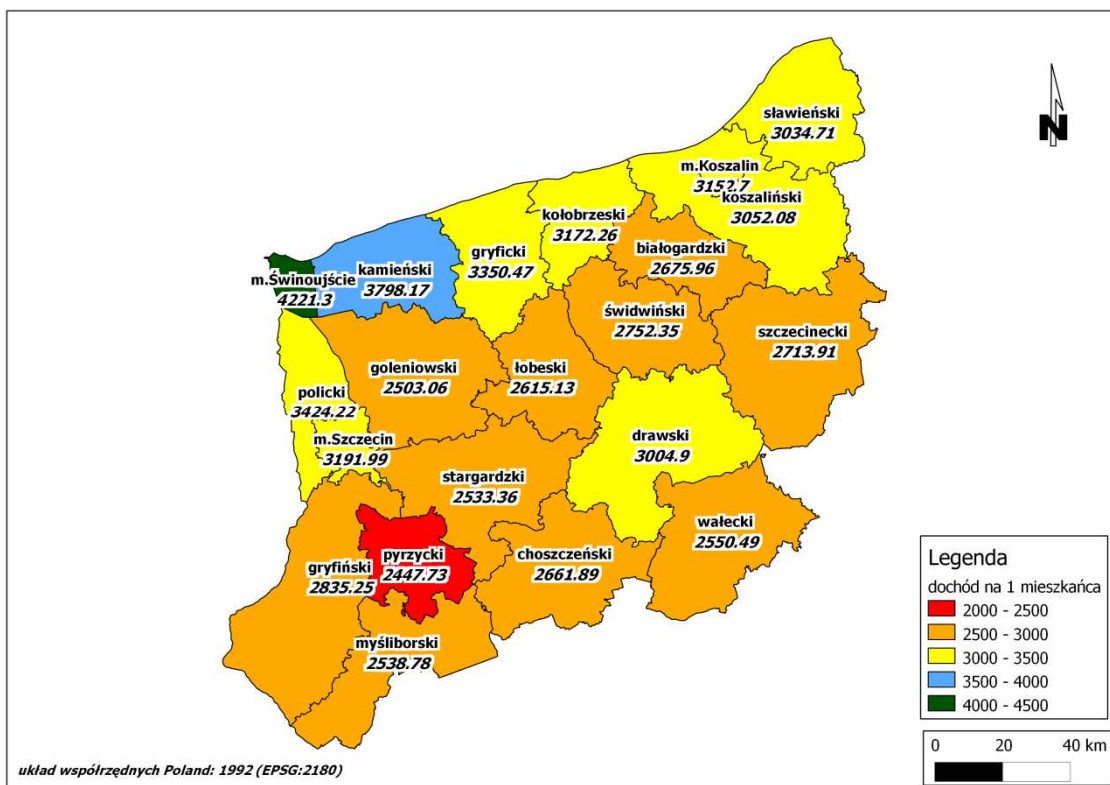 sławieński
3034.71
N
m.Koszalin
3152.7
koszaliński
3052.08
kołobrzeski
3172.26
gryficki
3350.47
białogardzki
2675.96
kamieński
3798.17
m.Świnoujście
4221.3
świdwiński
2752.35
szczecinecki
2713.91
goleniowski
2503.06
łobeski
2615.13
policki
3424.22
m.Szczecin
3191.99
drawski
3004.9
stargardzki
2533.36
wałecki
2550.49
choszczeński
2661.89
pyrzycki
2447.73
gryfiński
2835.25
myśliborski
2538.78
Legenda
dochód na 1 mieszkańca
2000 - 2500
2500 - 3000
3000 - 3500
3500 - 4000
4000 - 4500
0 20 40 km
układ współrzędnych Poland: 1992 (EPSG:2180)